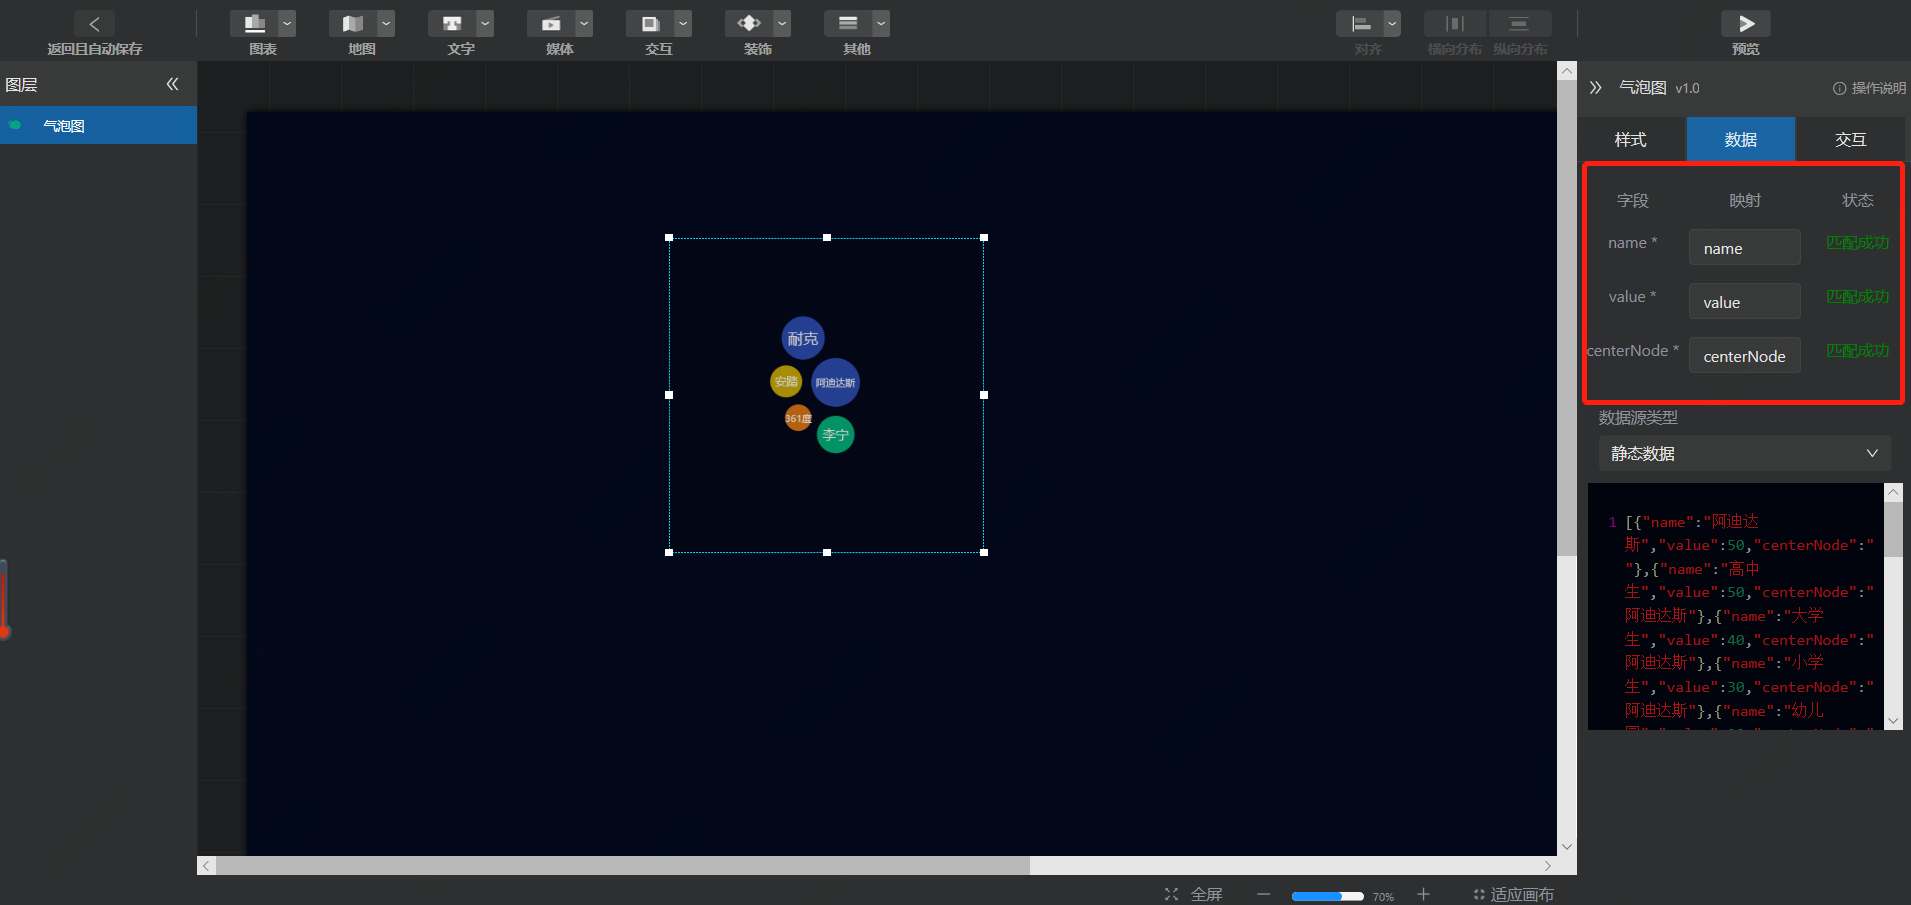 返回且自动保存
图表
地图
文字
媒体
交互
装饰
其他
对齐
横向分布
纵向分布
预览
图层
气泡图
耐克
安踏
阿迪达斯
361度
李宁
气泡图 v1.0
操作说明
样式
数据
交互
字段 映射 状态
name * name 匹配成功
value * value 匹配成功
centerNode * centerNode 匹配成功
数据源类型
静态数据
1 [{"name":"阿迪达
斯","value":50,"centerNode":"
"},{"name":"高中
生","value":50,"centerNode":"
阿迪达斯"},{"name":"大学
生","value":40,"centerNode":"
阿迪达斯"},{"name":"小学
生","value":30,"centerNode":"
阿迪达斯"},{"name":"幼儿
全屏
70%
适应画布